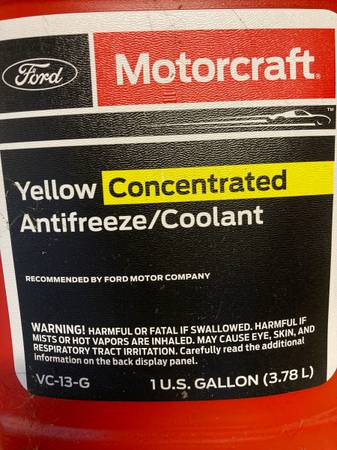 Ford Motorcraft®
™
Yellow Concentrated
Antifreeze/Coolant
RECOMMENDED BY FORD MOTOR COMPANY
WARNING! HARMFUL OR FATAL IF SWALLOWED. HARMFUL IF
MISTS OR HOT VAPORS ARE INHALED. MAY CAUSE EYE, SKIN, AND
RESPIRATORY TRACT IRRITATION. Carefully read the additional
information on the back display panel.
VC-13-G 1 U.S. GALLON (3.78 L)